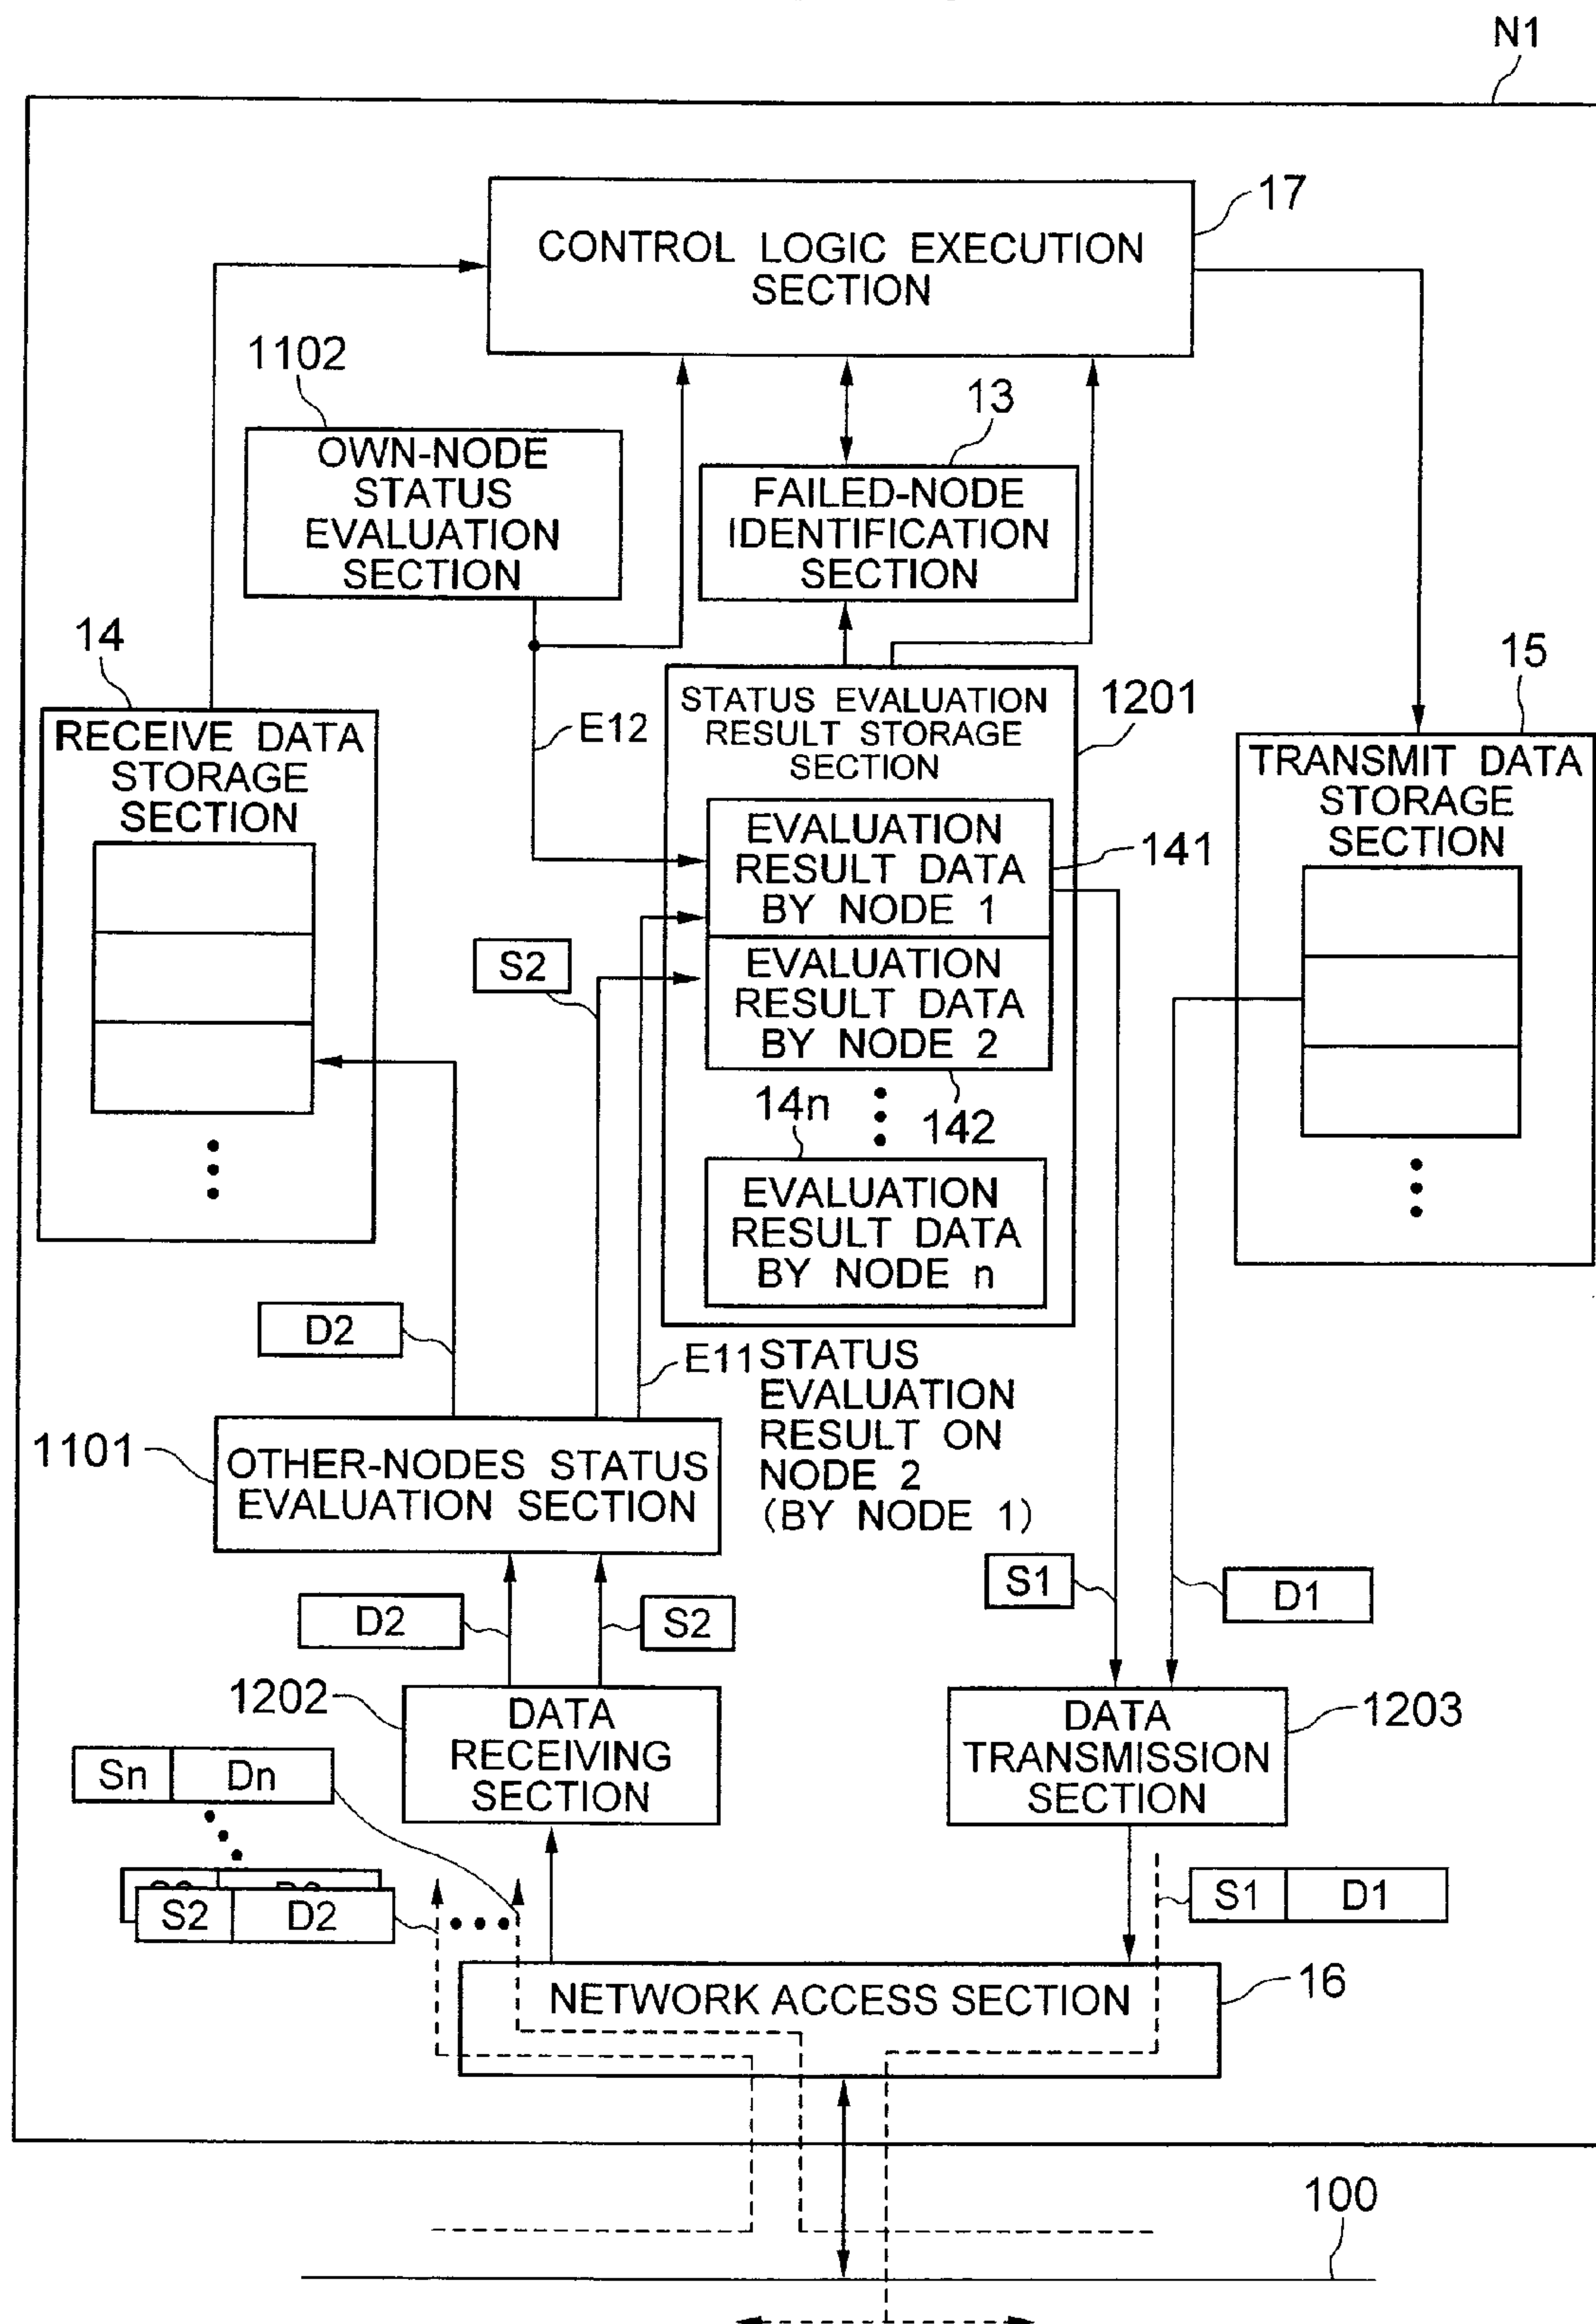 N1
17
CONTROL LOGIC EXECUTION
SECTION
1102
13
OWN-NODE
STATUS
EVALUATION
SECTION
FAILED-NODE
IDENTIFICATION
SECTION
14
15
RECEIVE DATA
STORAGE
SECTION
E12
STATUS EVALUATION
RESULT STORAGE
SECTION
1201
TRANSMIT DATA
STORAGE
SECTION
EVALUATION
RESULT DATA
BY NODE 1
141
S2
EVALUATION
RESULT DATA
BY NODE 2
14n
142
EVALUATION
RESULT DATA
BY NODE n
D2
E11
STATUS
EVALUATION
RESULT ON
NODE 2
(BY NODE 1)
1101
OTHER-NODES STATUS
EVALUATION SECTION
S1
D1
D2
S2
1202
DATA
RECEIVING
SECTION
DATA
TRANSMISSION
SECTION
1203
Sn Dn
S2 D2
S1 D1
NETWORK ACCESS SECTION
16
100